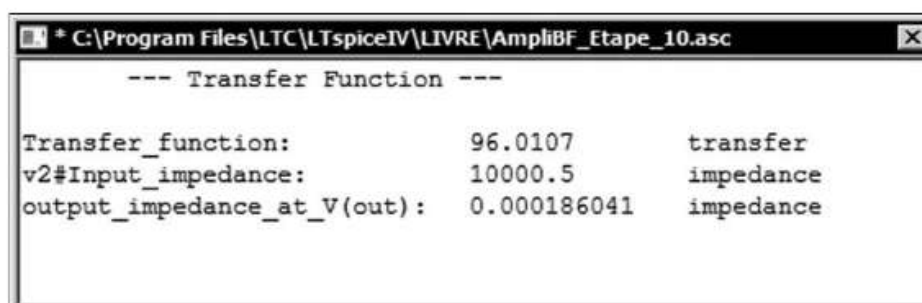 * C:\Program Files\LTC\LTspiceIV\LIVRE\AmpliBF_Etape_10.asc
--- Transfer Function ---
Transfer_function: 96.0107 transfer
v2#Input_impedance: 10000.5 impedance
output_impedance_at_V(out): 0.000186041 impedance